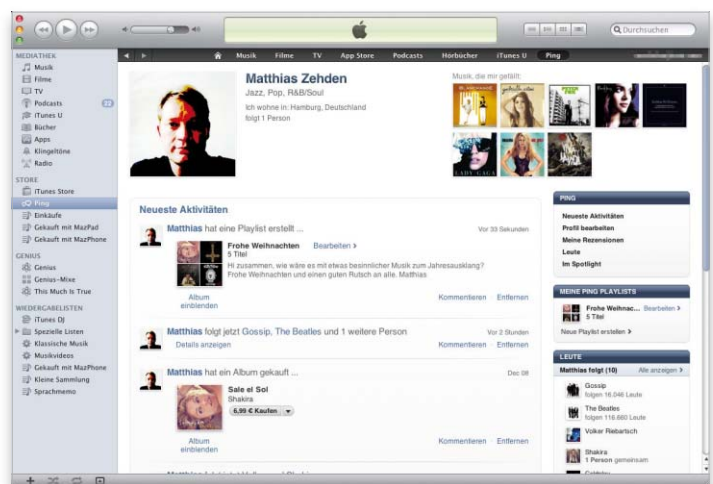 Durchsuchen
MEDIATHEK
Musik
Filme
TV
Podcasts
iTunes U
Bücher
Apps
Klingeltöne
Radio
STORE
iTunes Store
Ping
Einkäufe
Gekauft mit MazPad
Gekauft mit MazPhone
GENIUS
Genius
Genius-Mixe
This Much Is True
WIEDERGABELISTEN
iTunes DJ
Spezielle Listen
Klassische Musik
Musikvideos
Gekauft mit MazPhone
Kleine Sammlung
Sprachmemo
Musik Filme TV App Store Podcasts Hörbücher iTunes U Ping
Matthias Zehden
Jazz, Pop, R&B/Soul
Ich wohne in: Hamburg, Deutschland
folgt 1 Person
Musik, die mir gefällt:
LADY GAGA
Neueste Aktivitäten
Matthias hat eine Playlist erstellt ... Vor 33 Sekunden
Frohe Weihnachten Bearbeiten >
5 Titel
Hi zusammen, wie wäre es mit etwas besinnlicher Musik zum Jahresausklang?
Frohe Weihnachten und einen guten Rutsch an alle. Matthias
Album
einblenden
Kommentieren Entfernen
Matthias folgt jetzt Gossip, The Beatles und 1 weitere Person Vor 2 Stunden
Details anzeigen Kommentieren Entfernen
Matthias hat ein Album gekauft ... Dec 08
Sale el Sol
Shakira
6,99 € Kaufen
Album
einblenden
Kommentieren Entfernen
PING
Neueste Aktivitäten
Profil bearbeiten
Meine Rezensionen
Leute
Im Spotlight
MEINE PING PLAYLISTS
Frohe Weihnac... Bearbeiten >
5 Titel
Neue Playlist erstellen >
LEUTE
Matthias folgt (10) Alle anzeigen >
Gossip
folgen 16.046 Leute
The Beatles
folgen 116.660 Leute
Volker Riebartsch
Shakira
1 Person gemeinsam